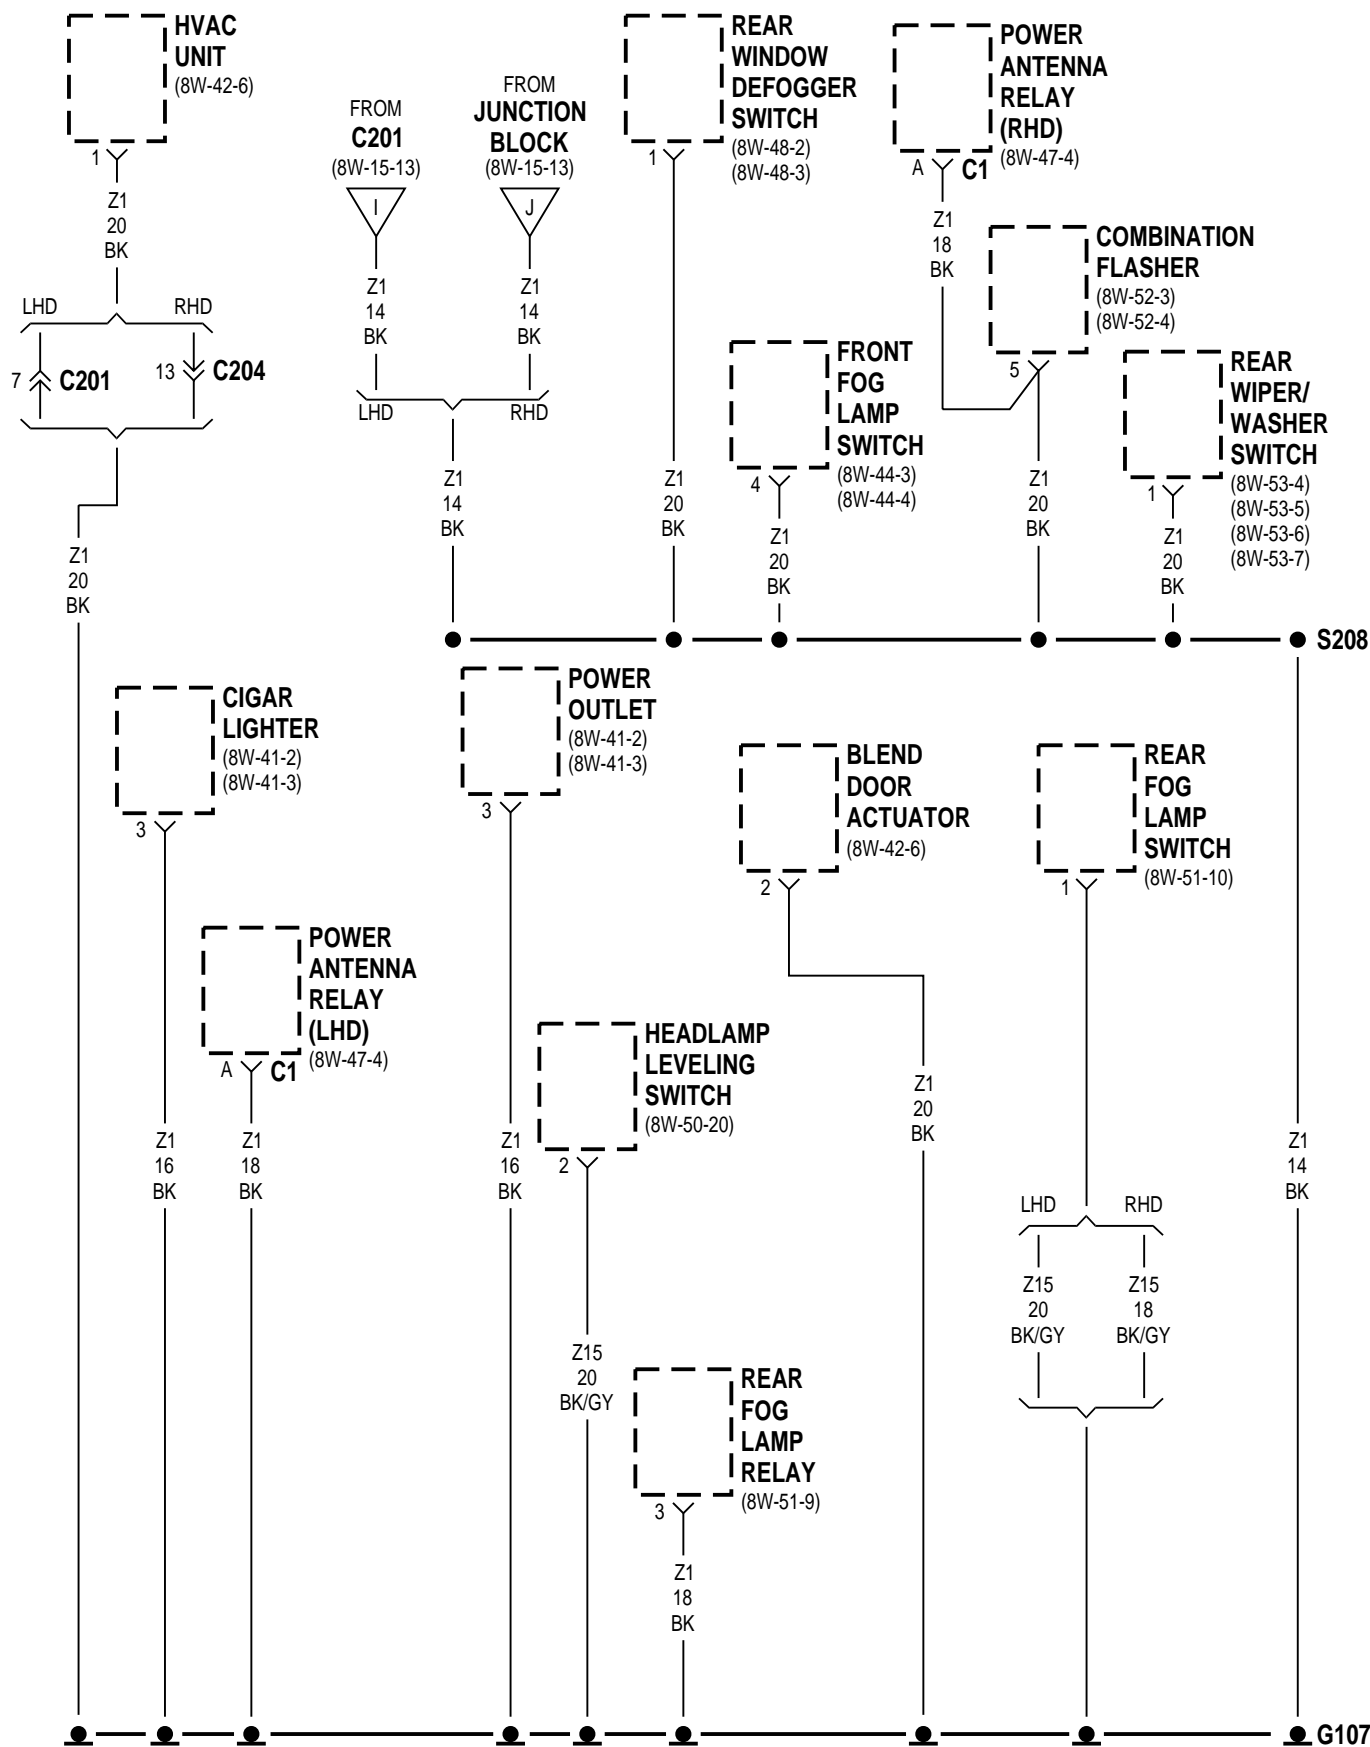 HVAC
UNIT
(8W-42-6)
1
Z1
20
BK
LHD
RHD
7
C201
13
C204
Z1
20
BK
FROM
C201
(8W-15-13)
I
Z1
14
BK
LHD
FROM
JUNCTION
BLOCK
(8W-15-13)
J
Z1
14
BK
RHD
Z1
14
BK
REAR
WINDOW
DEFOGGER
SWITCH
(8W-48-2)
(8W-48-3)
1
Z1
20
BK
FRONT
FOG
LAMP
SWITCH
(8W-44-3)
(8W-44-4)
4
Z1
20
BK
POWER
ANTENNA
RELAY
(RHD)
(8W-47-4)
A
C1
Z1
18
BK
COMBINATION
FLASHER
(8W-52-3)
(8W-52-4)
5
Z1
20
BK
REAR
WIPER/
WASHER
SWITCH
(8W-53-4)
(8W-53-5)
(8W-53-6)
(8W-53-7)
1
Z1
20
BK
S208
CIGAR
LIGHTER
(8W-41-2)
(8W-41-3)
3
Z1
16
BK
POWER
ANTENNA
RELAY
(LHD)
(8W-47-4)
A
C1
Z1
18
BK
POWER
OUTLET
(8W-41-2)
(8W-41-3)
3
Z1
16
BK
HEADLAMP
LEVELING
SWITCH
(8W-50-20)
2
Z15
20
BK/GY
REAR
FOG
LAMP
RELAY
(8W-51-9)
3
Z1
18
BK
BLEND
DOOR
ACTUATOR
(8W-42-6)
2
Z1
20
BK
REAR
FOG
LAMP
SWITCH
(8W-51-10)
1
LHD
RHD
Z15
20
BK/GY
Z15
18
BK/GY
Z1
14
BK
G107